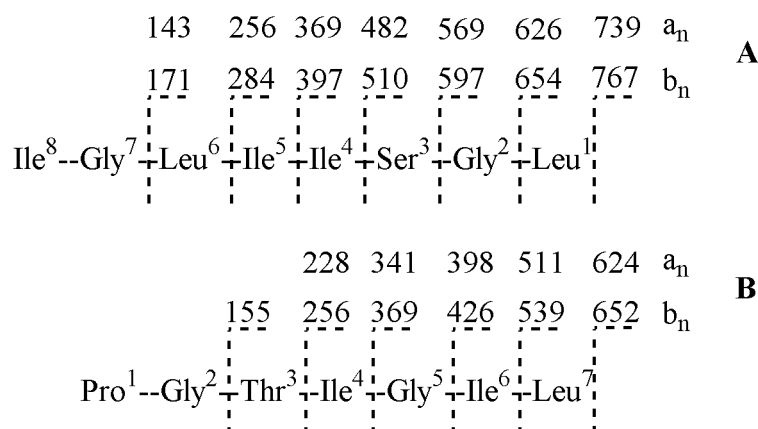 143 256 369 482 569 626 739 aₙ
A
171 284 397 510 597 654 767 bₙ
Ile⁸--Gly⁷--Leu⁶--Ile⁵--Ile⁴--Ser³--Gly²--Leu¹
228 341 398 511 624 aₙ
B
155 256 369 426 539 652 bₙ
Pro¹--Gly²--Thr³--Ile⁴--Gly⁵--Ile⁶--Leu⁷